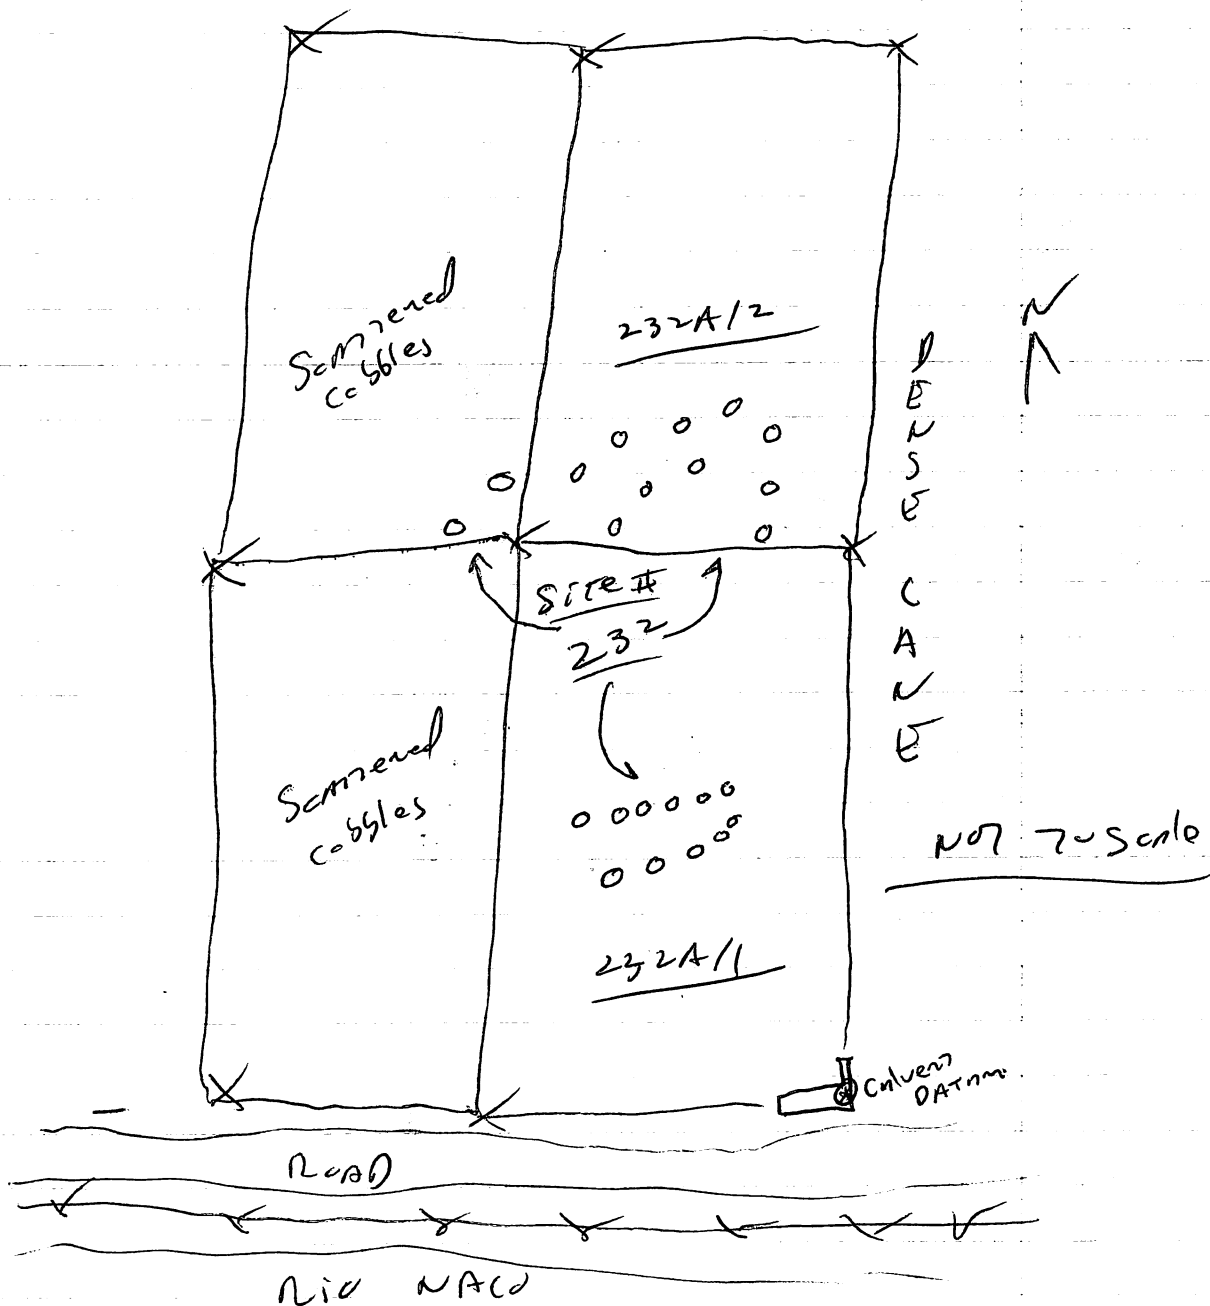 N
Scattered
cobbles
232A/2
DENSE CANE
SITE #
232
Scattered
cobbles
NOT To Scale
232A/1
Culvert
DATUM
ROAD
Rio NACO